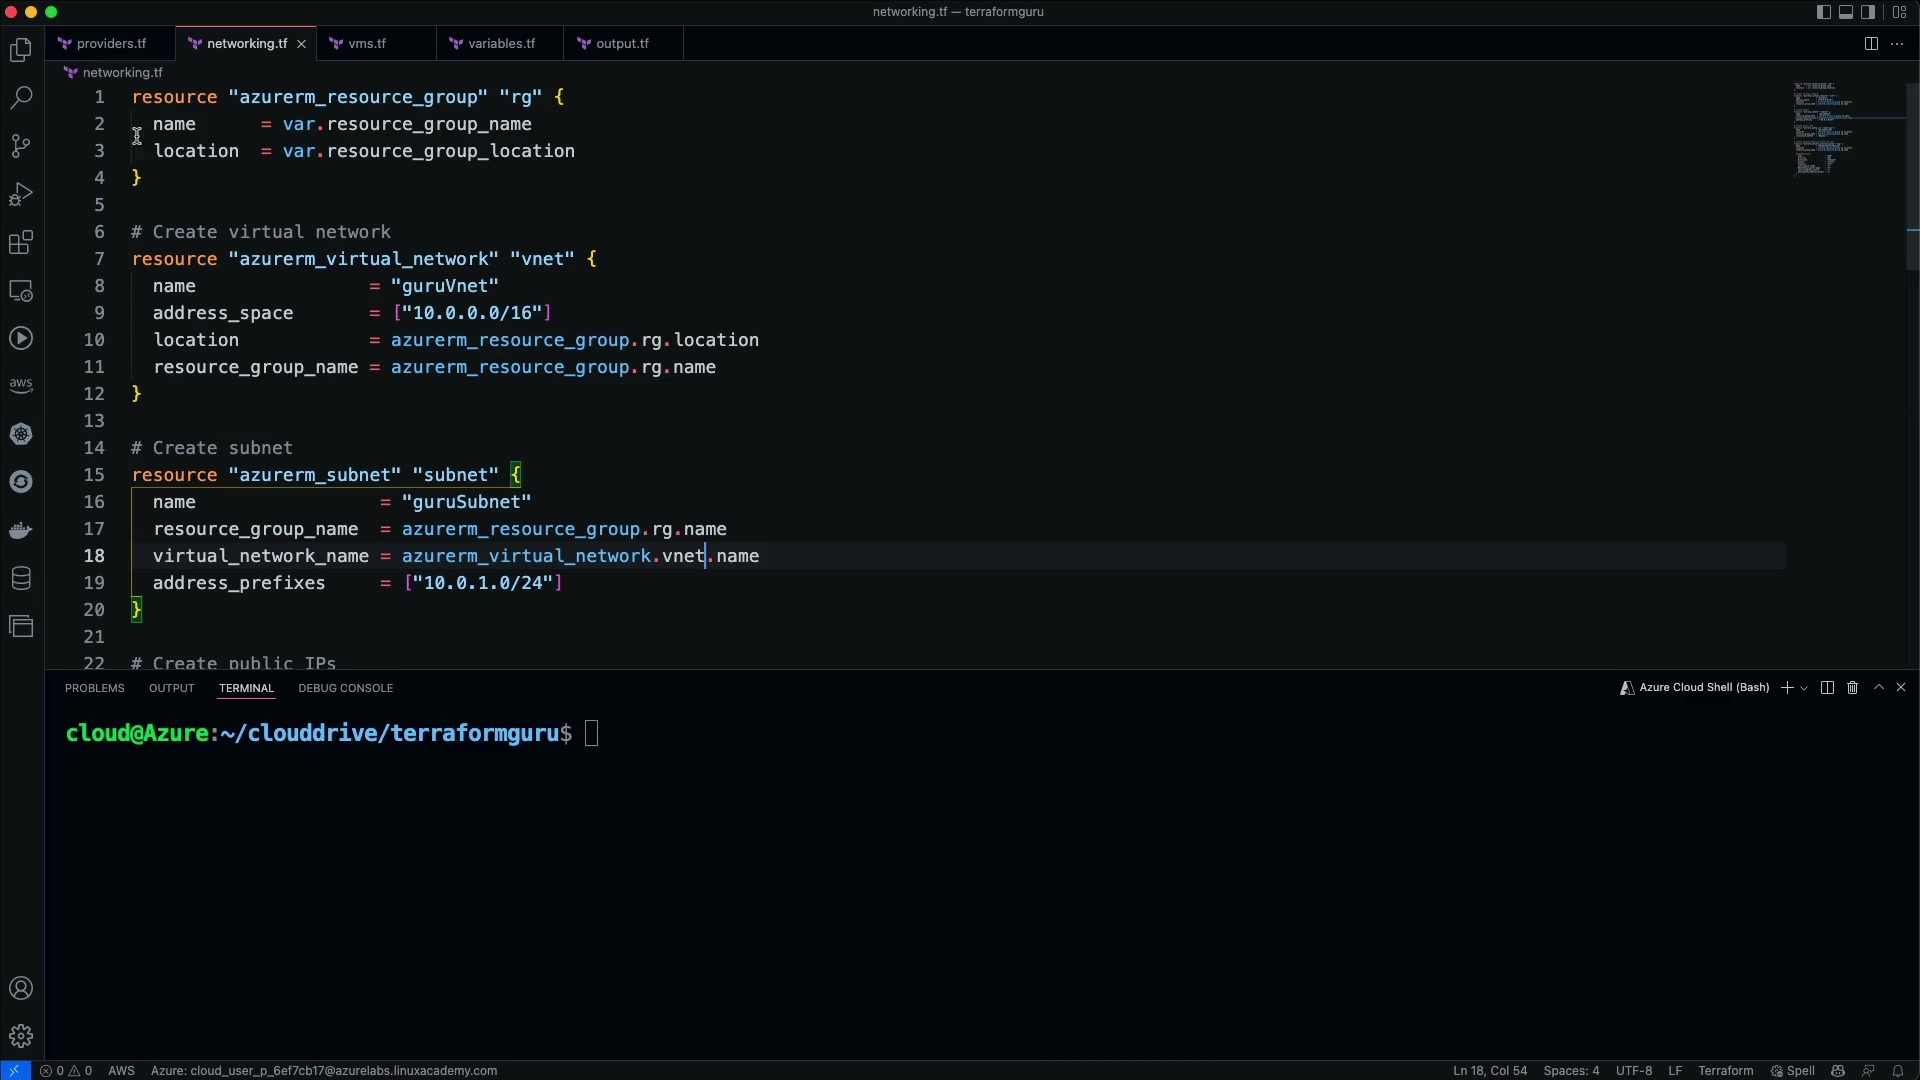 networking.tf — terraformguru
providers.tf networking.tf vms.tf variables.tf output.tf
networking.tf
1 resource "azurerm_resource_group" "rg" {
2 name = var.resource_group_name
3 location = var.resource_group_location
4 }
5
6 # Create virtual network
7 resource "azurerm_virtual_network" "vnet" {
8 name = "guruVnet"
9 address_space = ["10.0.0.0/16"]
10 location = azurerm_resource_group.rg.location
11 resource_group_name = azurerm_resource_group.rg.name
12 }
13
14 # Create subnet
15 resource "azurerm_subnet" "subnet" {
16 name = "guruSubnet"
17 resource_group_name = azurerm_resource_group.rg.name
18 virtual_network_name = azurerm_virtual_network.vnet.name
19 address_prefixes = ["10.0.1.0/24"]
20 }
21
22 # Create public IPs
aws
PROBLEMS OUTPUT TERMINAL DEBUG CONSOLE Azure Cloud Shell (Bash)
cloud@Azure:~/clouddrive/terraformguru$
0 0 AWS Azure: cloud_user_p_6ef7cb17@azurelabs.linuxacademy.com Ln 18, Col 54 Spaces: 4 UTF-8 LF Terraform Spell